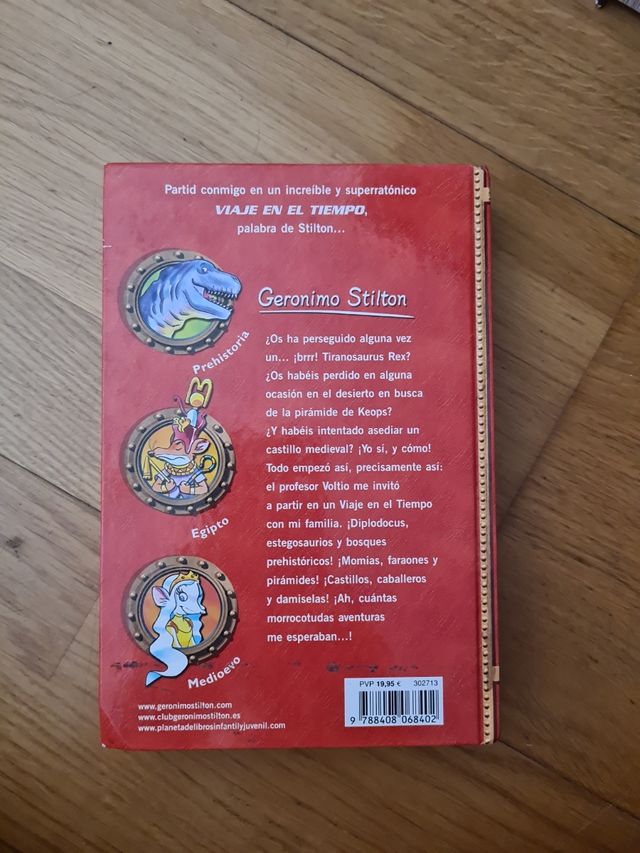 Partid conmigo en un increíble y superratónico
VIAJE EN EL TIEMPO,
palabra de Stilton...
Geronimo Stilton
Prehistoria
¿Os ha perseguido alguna vez
un... ¡brrr! Tiranosaurus Rex?
¿Os habéis perdido en alguna
ocasión en el desierto en busca
de la pirámide de Keops?
¿Y habéis intentado asediar un
castillo medieval? ¡Yo sí, y cómo!
Todo empezó así, precisamente así:
el profesor Voltio me invitó
a partir en un Viaje en el Tiempo
con mi familia. ¡Diplodocus,
estegosaurios y bosques
prehistóricos! ¡Momias, faraones y
pirámides! ¡Castillos, caballeros
y damiselas! ¡Ah, cuántas
morrocotudas aventuras
me esperaban...!
Egipto
Medioevo
www.geronimostilton.com
www.clubgeronimostilton.es
www.planetadelibrosinfantilyjuvenil.com
PVP 19,95 € 302713
9 788408 068402